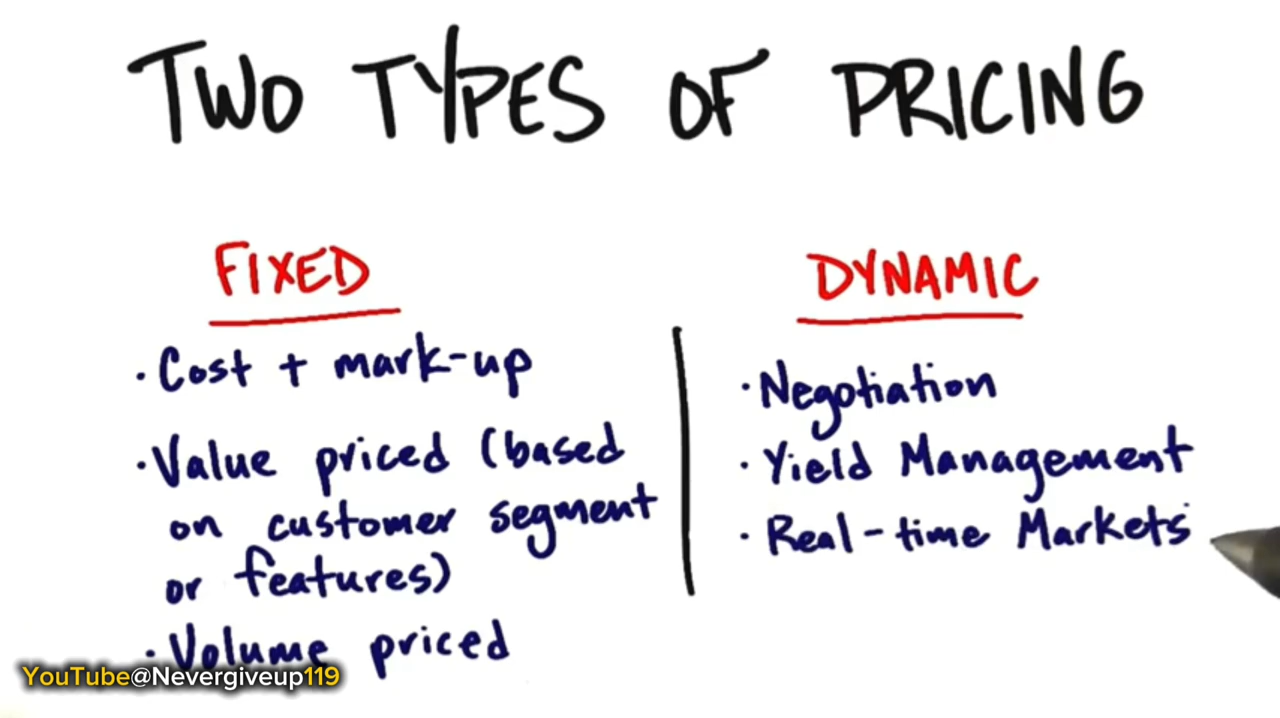 TWO TYPES OF PRICING
FIXED
· Cost + mark-up
· Value priced (based
on customer segment
or features)
· Volume priced
DYNAMIC
· Negotiation
· Yield Management
· Real-time Markets
YouTube@Nevergiveup119